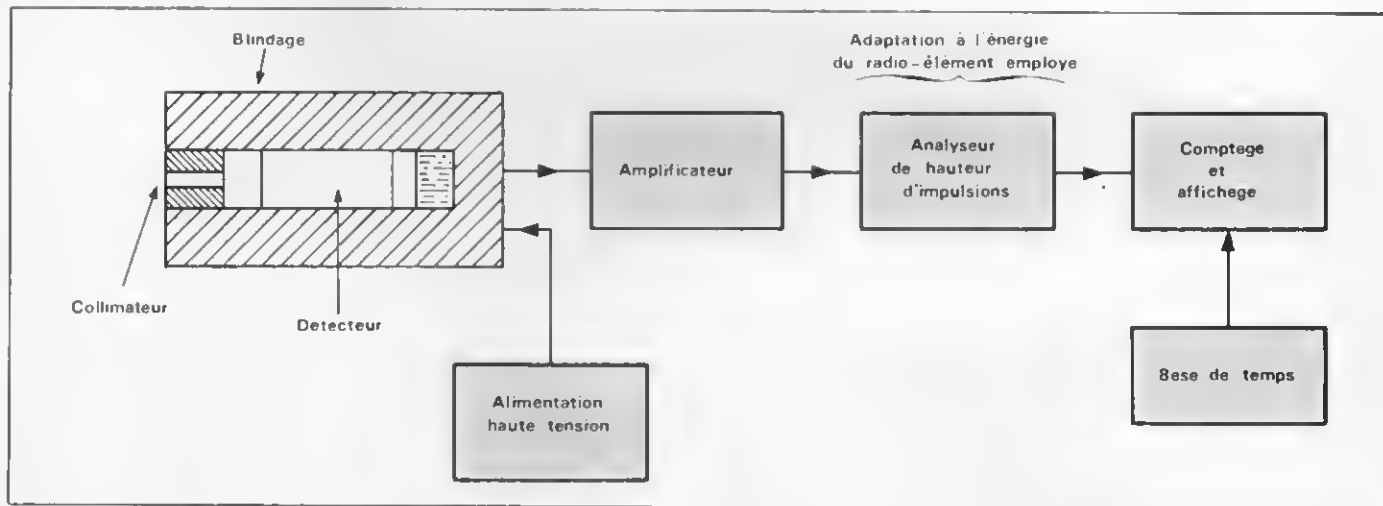 Blindage
Adaptation à l'énergie
du radio-élément employe
Amplificateur
Analyseur
de hauteur
d'impulsions
Comptege
et
affichege
Collimateur
Detecteur
Alimentation
haute tension
Bese de temps